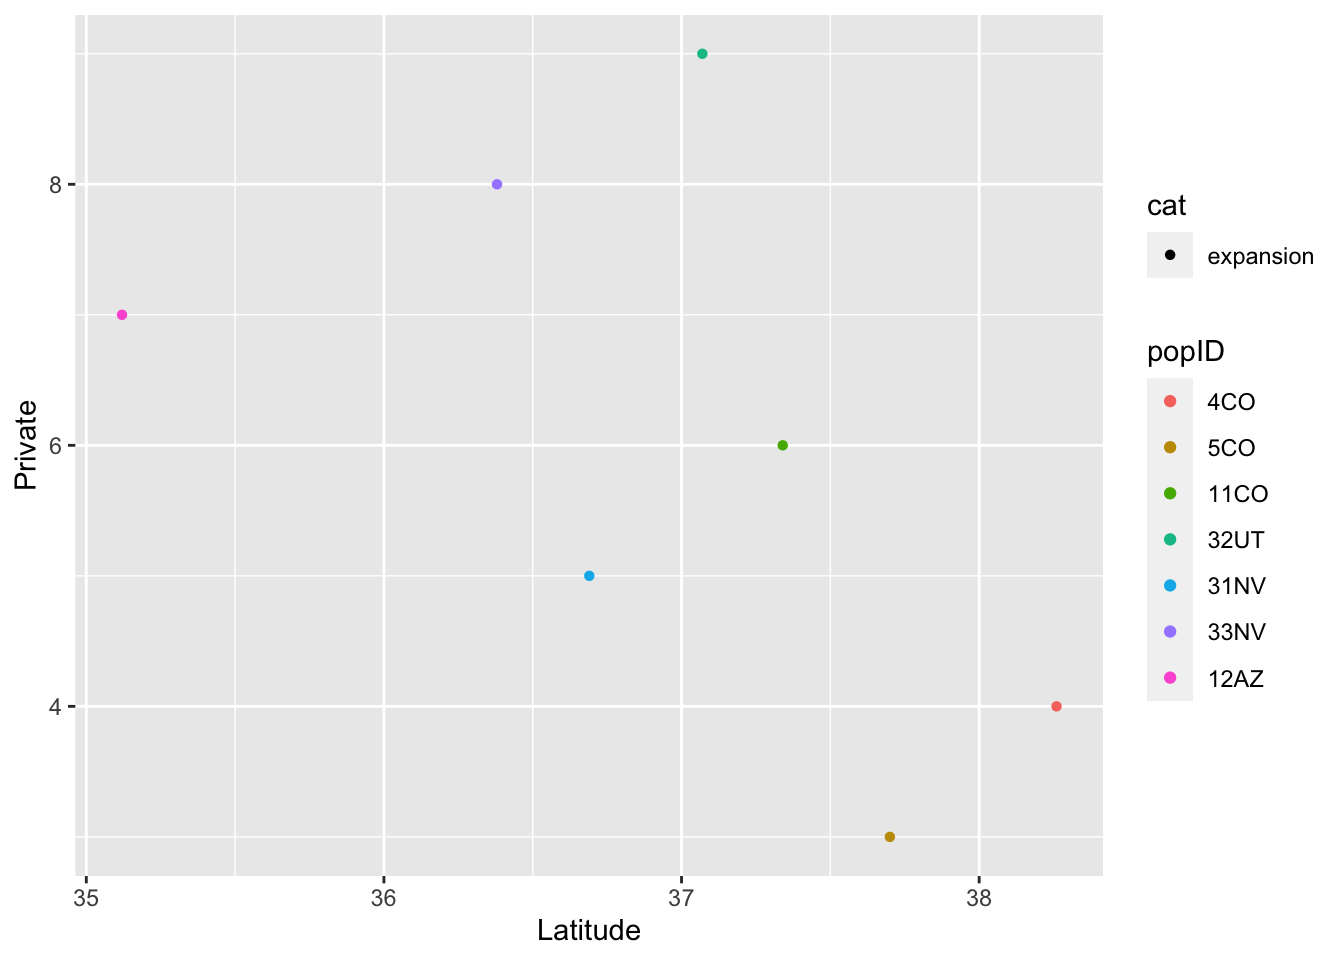 Private
8
6
4
35 36 37 38
Latitude
cat
expansion
popID
4CO
5CO
11CO
32UT
31NV
33NV
12AZ